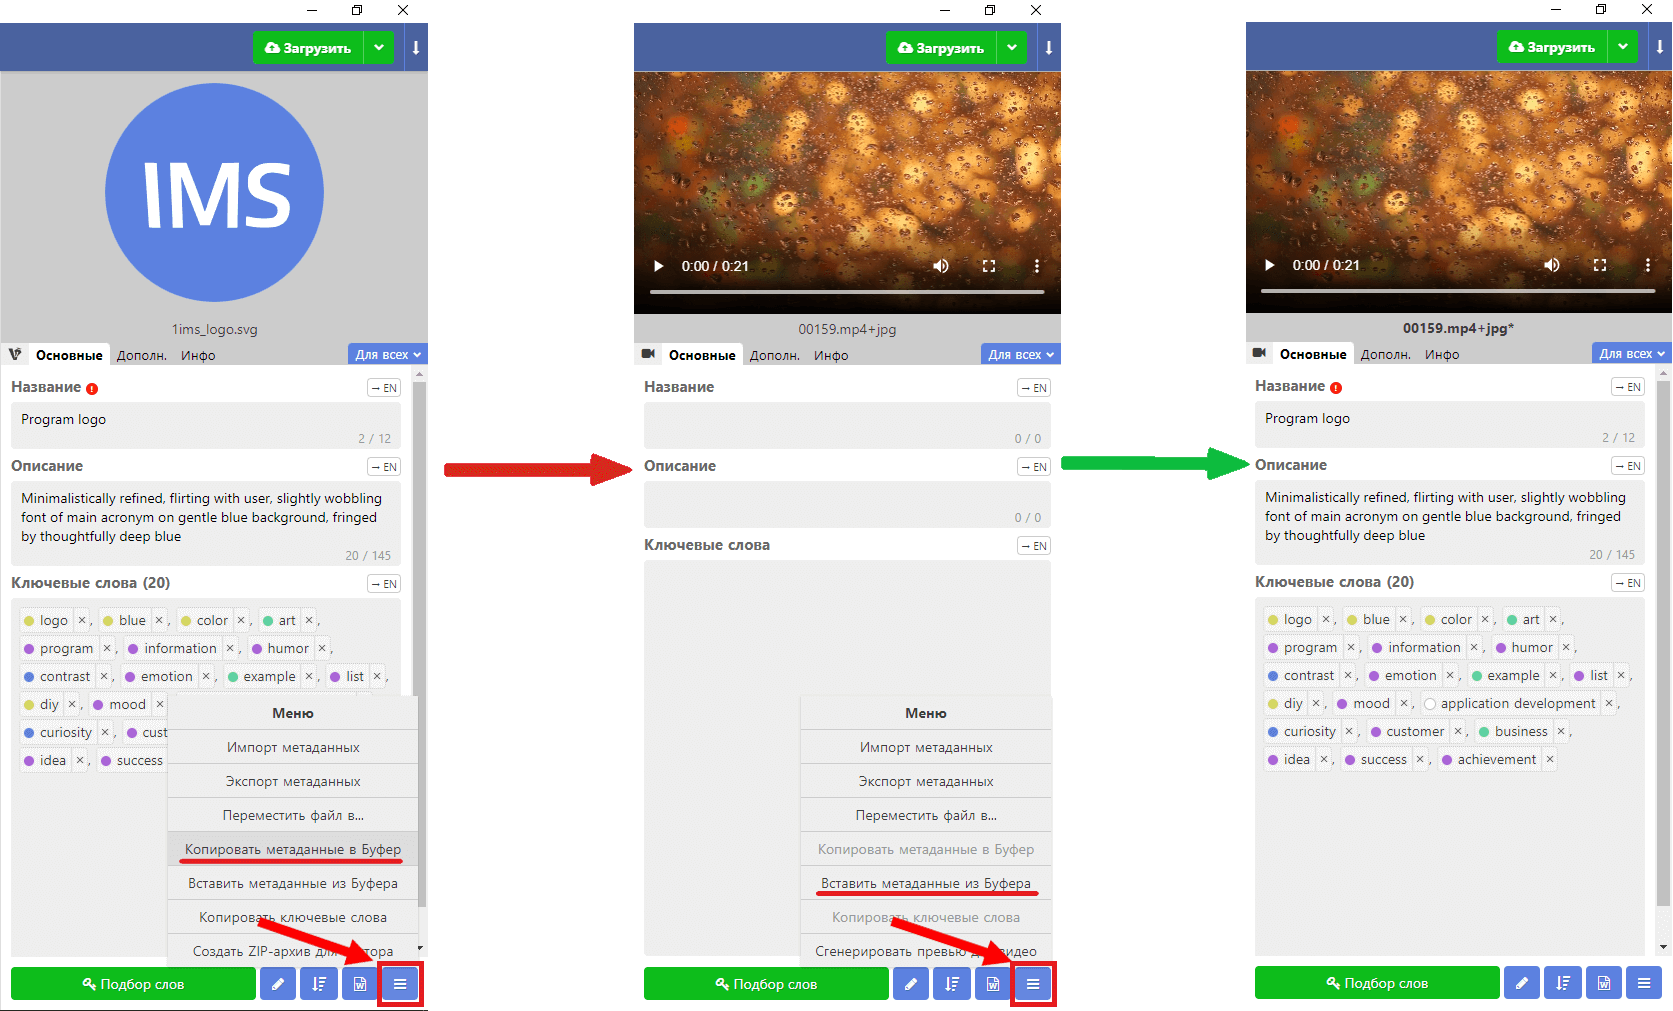 Загрузить
IMS
1ims_logo.svg
Основные Дополн. Инфо Для всех
Название → EN
Program logo
2 / 12
Описание → EN
Minimalistically refined, flirting with user, slightly wobbling
font of main acronym on gentle blue background, fringed
by thoughtfully deep blue
20 / 145
Ключевые слова (20) → EN
logo ×, blue ×, color ×, art ×,
program ×, information ×, humor ×,
contrast ×, emotion ×, example ×, list ×,
diy ×, mood ×
curiosity ×,
idea ×, success
Меню
Импорт метаданных
Экспорт метаданных
Переместить файл в...
Копировать метаданные в Буфер
Вставить метаданные из Буфера
Копировать ключевые слова
Создать ZIP-архив
Подбор слов
Загрузить
0:00 / 0:21
00159.mp4+jpg
Основные Дополн. Инфо Для всех
Название → EN
0 / 0
Описание → EN
0 / 0
Ключевые слова → EN
Меню
Импорт метаданных
Экспорт метаданных
Переместить файл в...
Копировать метаданные в Буфер
Вставить метаданные из Буфера
Копировать ключевые слова
Сгенерировать превью для видео
Подбор слов
Загрузить
0:00 / 0:21
00159.mp4+jpg*
Основные Дополн. Инфо Для всех
Название → EN
Program logo
2 / 12
Описание → EN
Minimalistically refined, flirting with user, slightly wobbling
font of main acronym on gentle blue background, fringed
by thoughtfully deep blue
20 / 145
Ключевые слова (20) → EN
logo ×, blue ×, color ×, art ×,
program ×, information ×, humor ×,
contrast ×, emotion ×, example ×, list ×,
diy ×, mood ×, application development ×,
curiosity ×, customer ×, business ×,
idea ×, success ×, achievement ×
Подбор слов